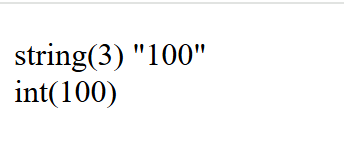 string(3) "100"
int(100)